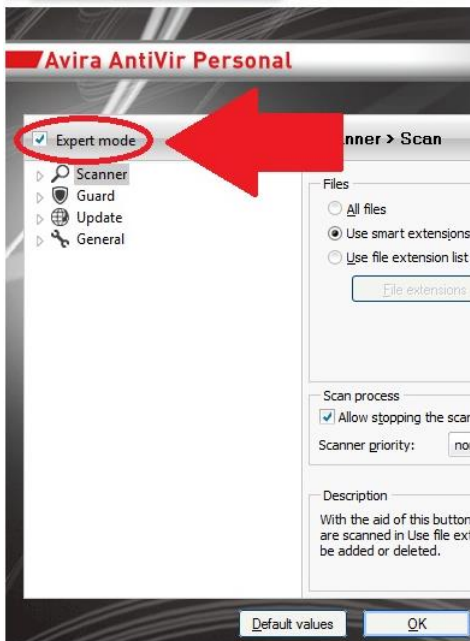 Avira AntiVir Personal
Expert mode
Scanner
Guard
Update
General
nner > Scan
Files
All files
Use smart extensions
Use file extension list
File extensions
Scan process
Allow stopping the scan
Scanner priority:
nor
Description
With the aid of this button
are scanned in Use file ext
be added or deleted.
Default values
OK